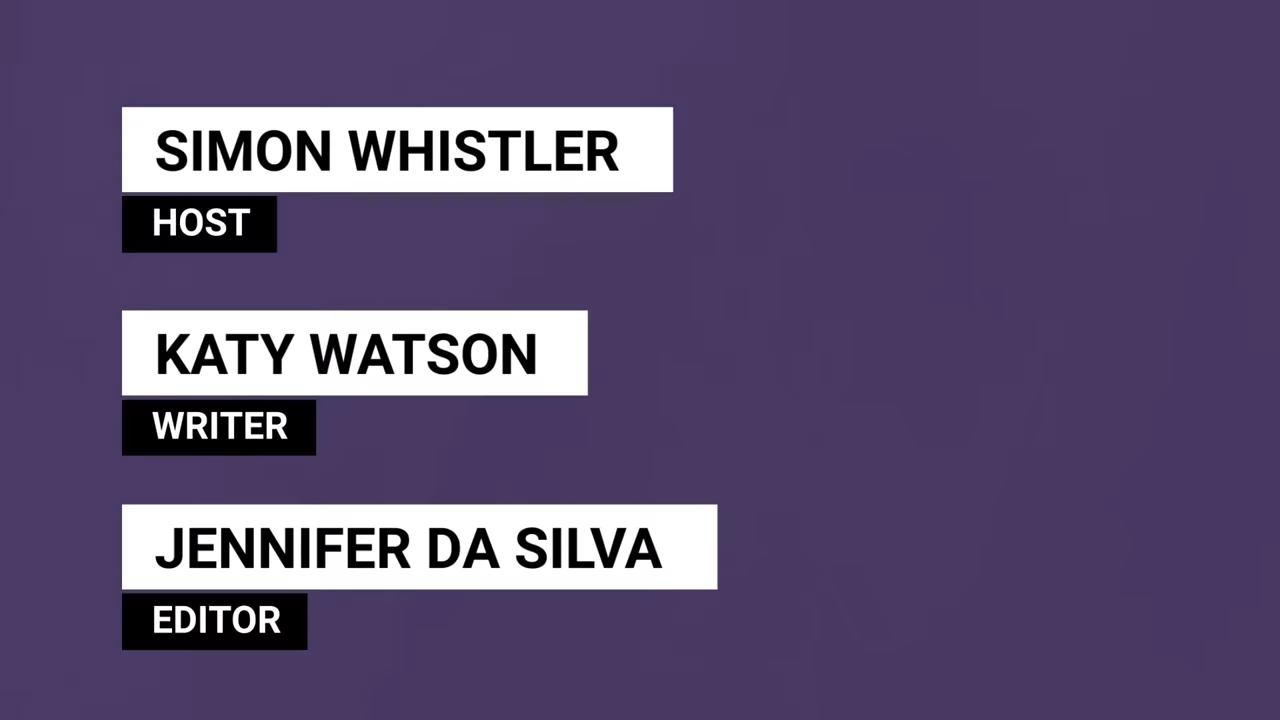 SIMON WHISTLER
HOST
KATY WATSON
WRITER
JENNIFER DA SILVA
EDITOR